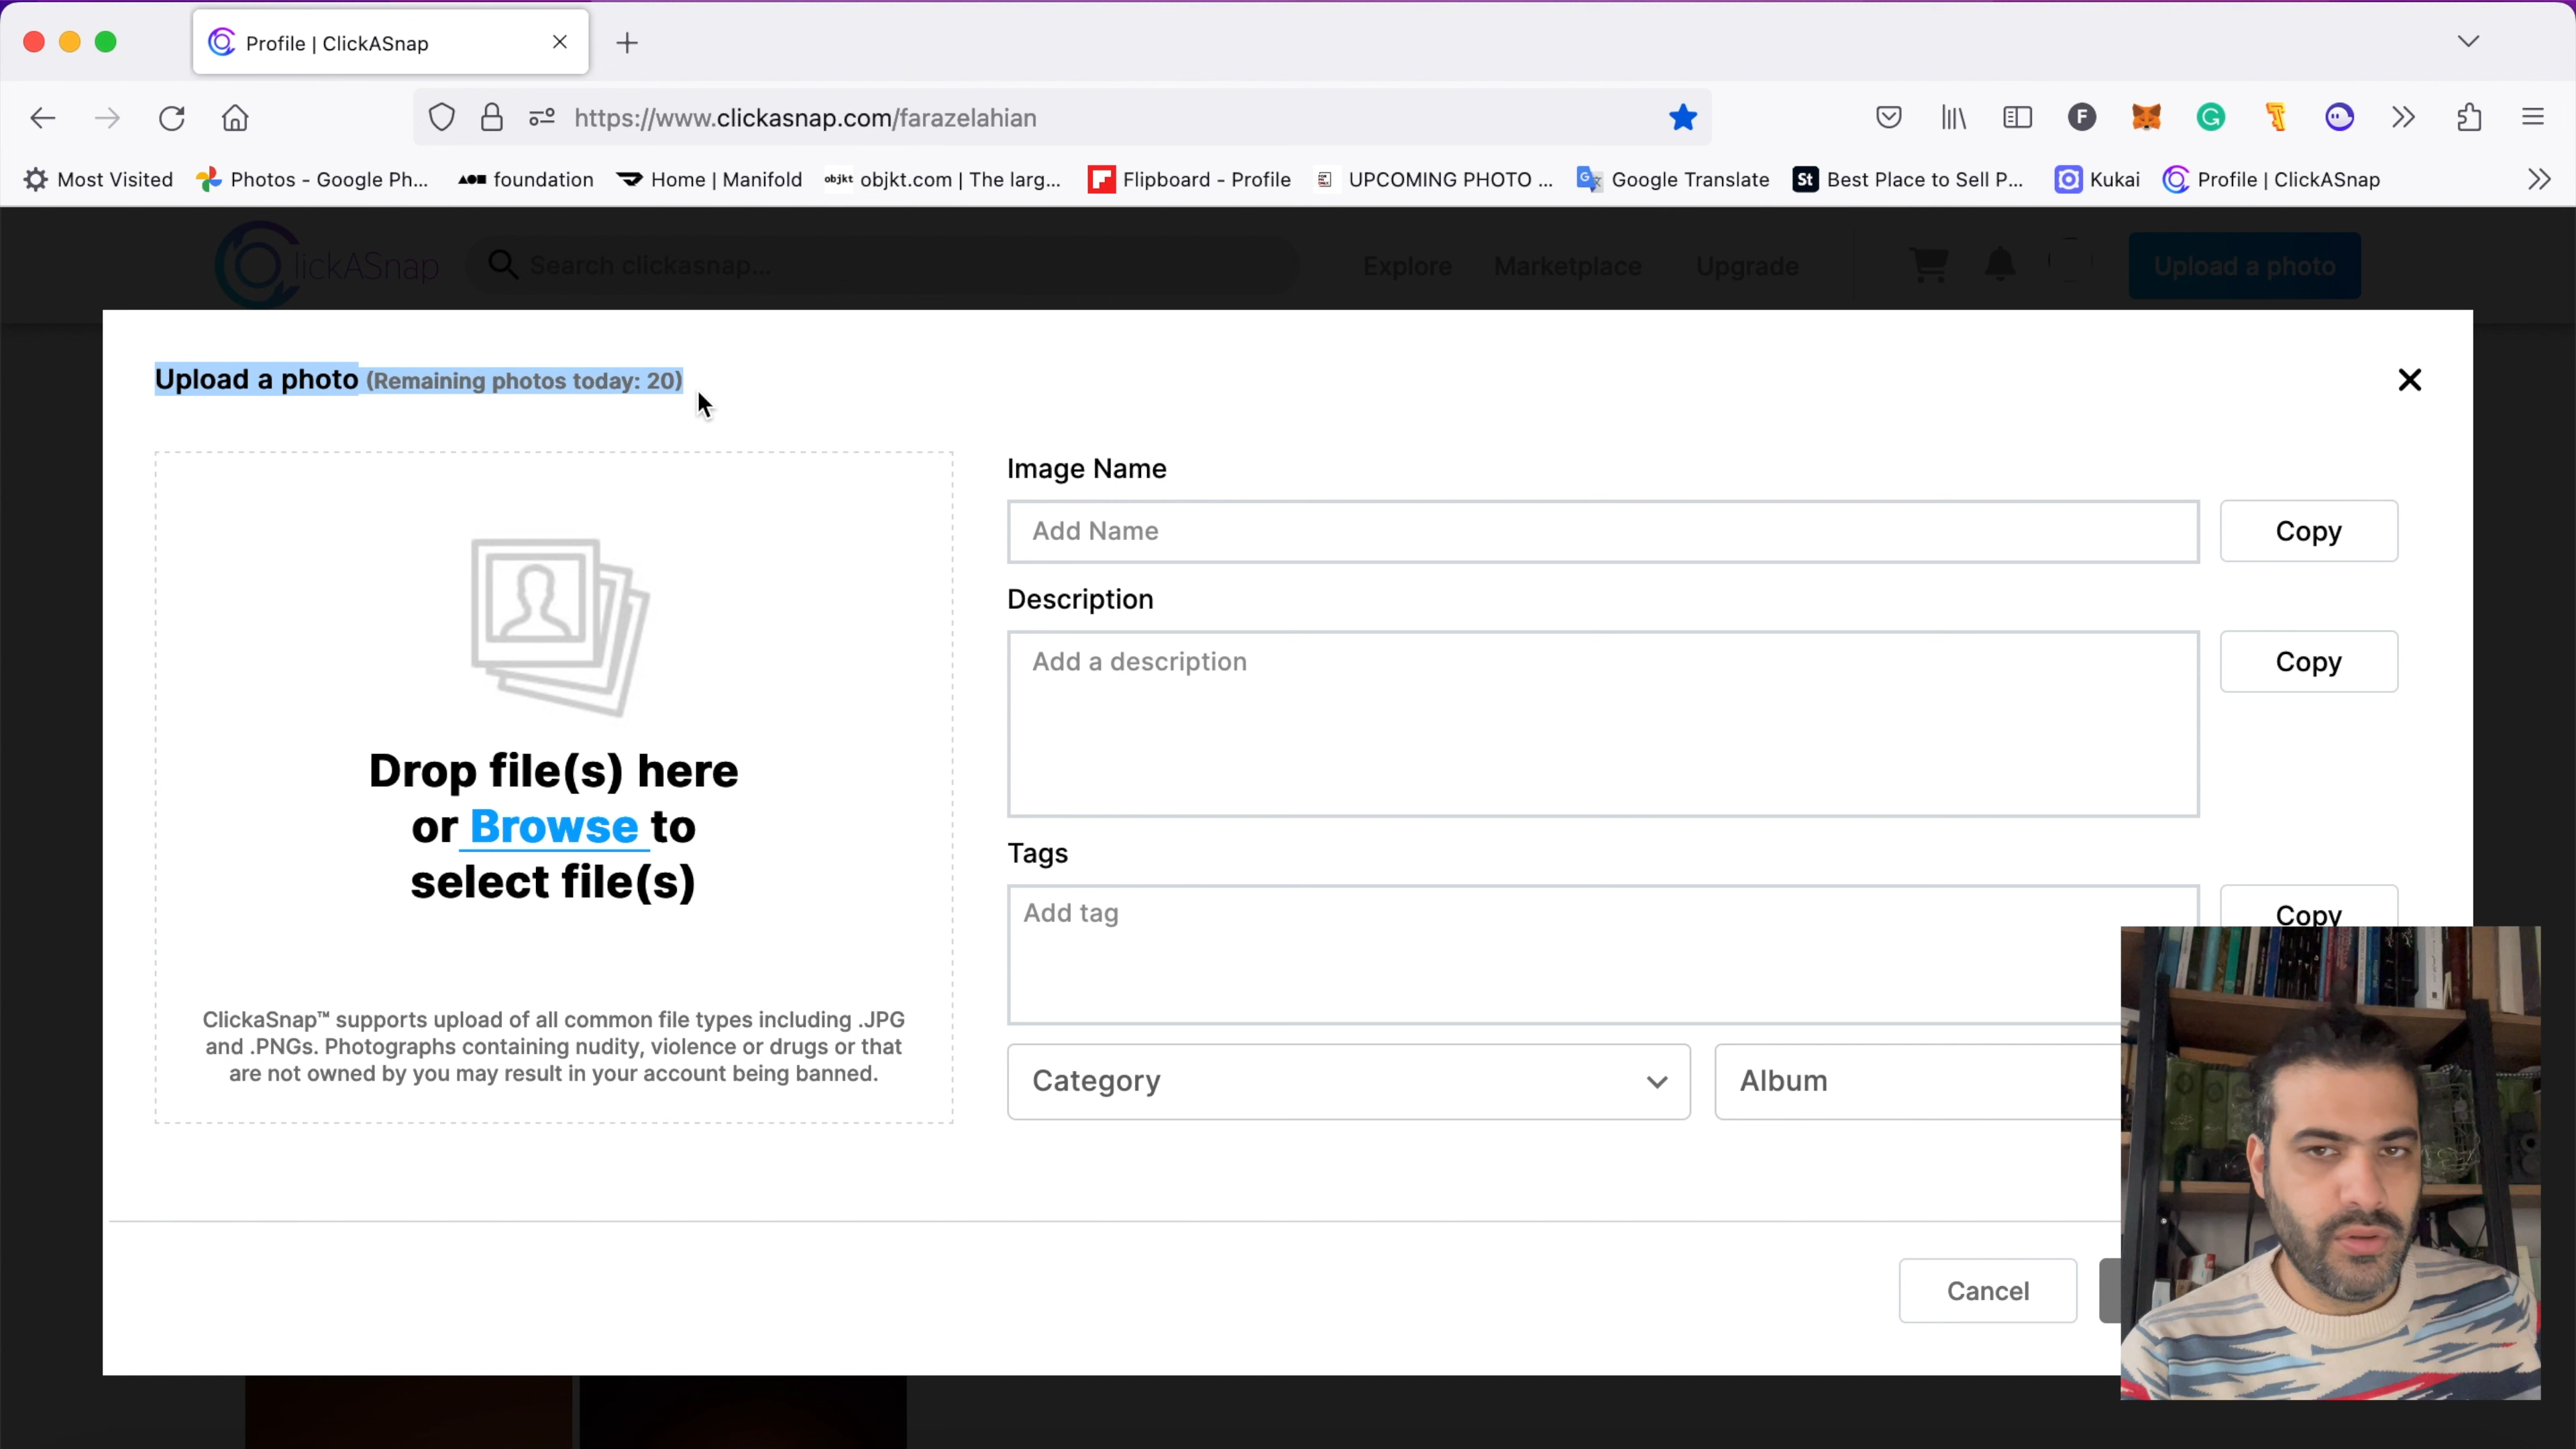 Profile | ClickASnap
https://www.clickasnap.com/farazelahian
Most Visited
Photos - Google Ph...
foundation
Home | Manifold
objkt
objkt.com | The larg...
Flipboard - Profile
UPCOMING PHOTO ...
Google Translate
St
Best Place to Sell P...
Kukai
Profile | ClickASnap
lickASnap
Search clickasnap...
Explore
Marketplace
Upgrade
Upload a photo
Upload a photo (Remaining photos today: 20)
Drop file(s) here
or Browse to
select file(s)
ClickaSnap™ supports upload of all common file types including .JPG
and .PNGs. Photographs containing nudity, violence or drugs or that
are not owned by you may result in your account being banned.
Image Name
Add Name
Copy
Description
Add a description
Copy
Tags
Add tag
Copy
Category
Album
Cancel